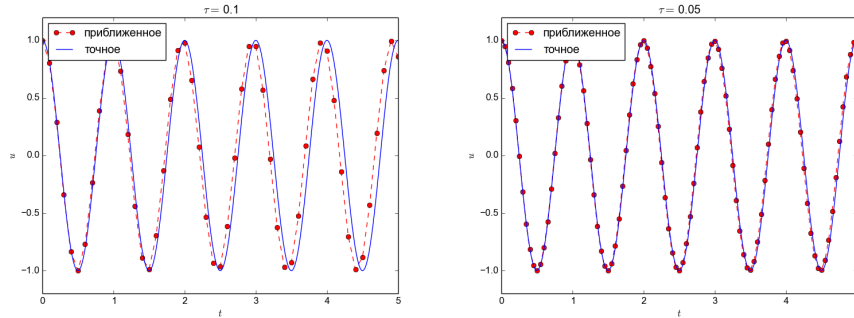 τ = 0.1
приближенное
точное
1.0
0.5
0.0
−0.5
−1.0
u
0 1 2 3 4 5
t
τ = 0.05
приближенное
точное
1.0
0.5
0.0
−0.5
−1.0
u
0 1 2 3 4
t